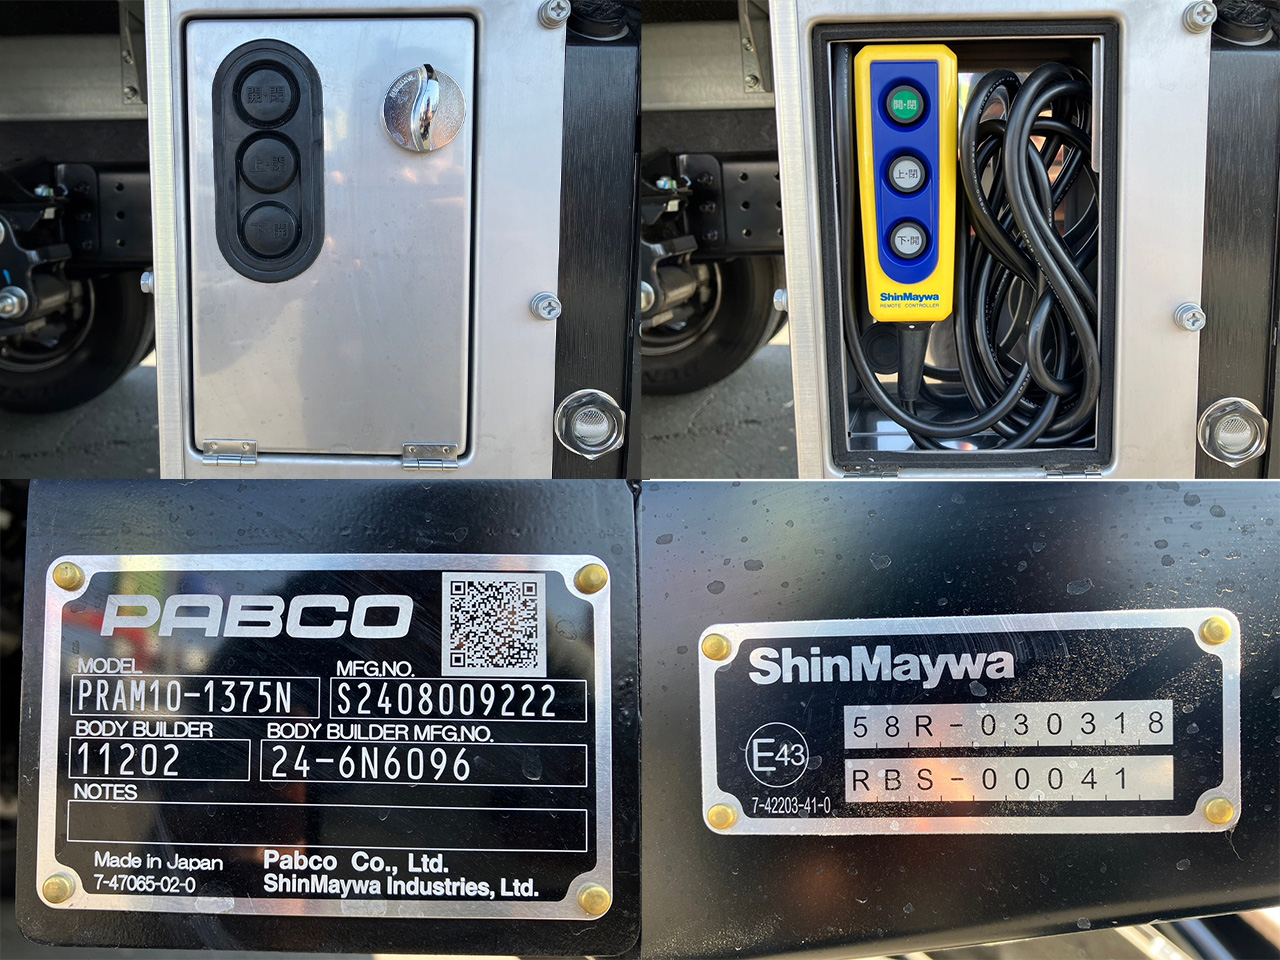 開・閉
上・閉
下・開
開・閉
上・閉
下・開
ShinMaywa
REMOTE CONTROLLER
PABCO
MODEL
MFG.NO.
PRAM10-1375N
S2408009222
BODY BUILDER
BODY BUILDER MFG.NO.
11202
24-6N6096
NOTES
Made in Japan
Pabco Co., Ltd.
7-47065-02-0
ShinMaywa Industries, Ltd.
ShinMaywa
58R-030318
E43
RBS-00041
7-42203-41-0